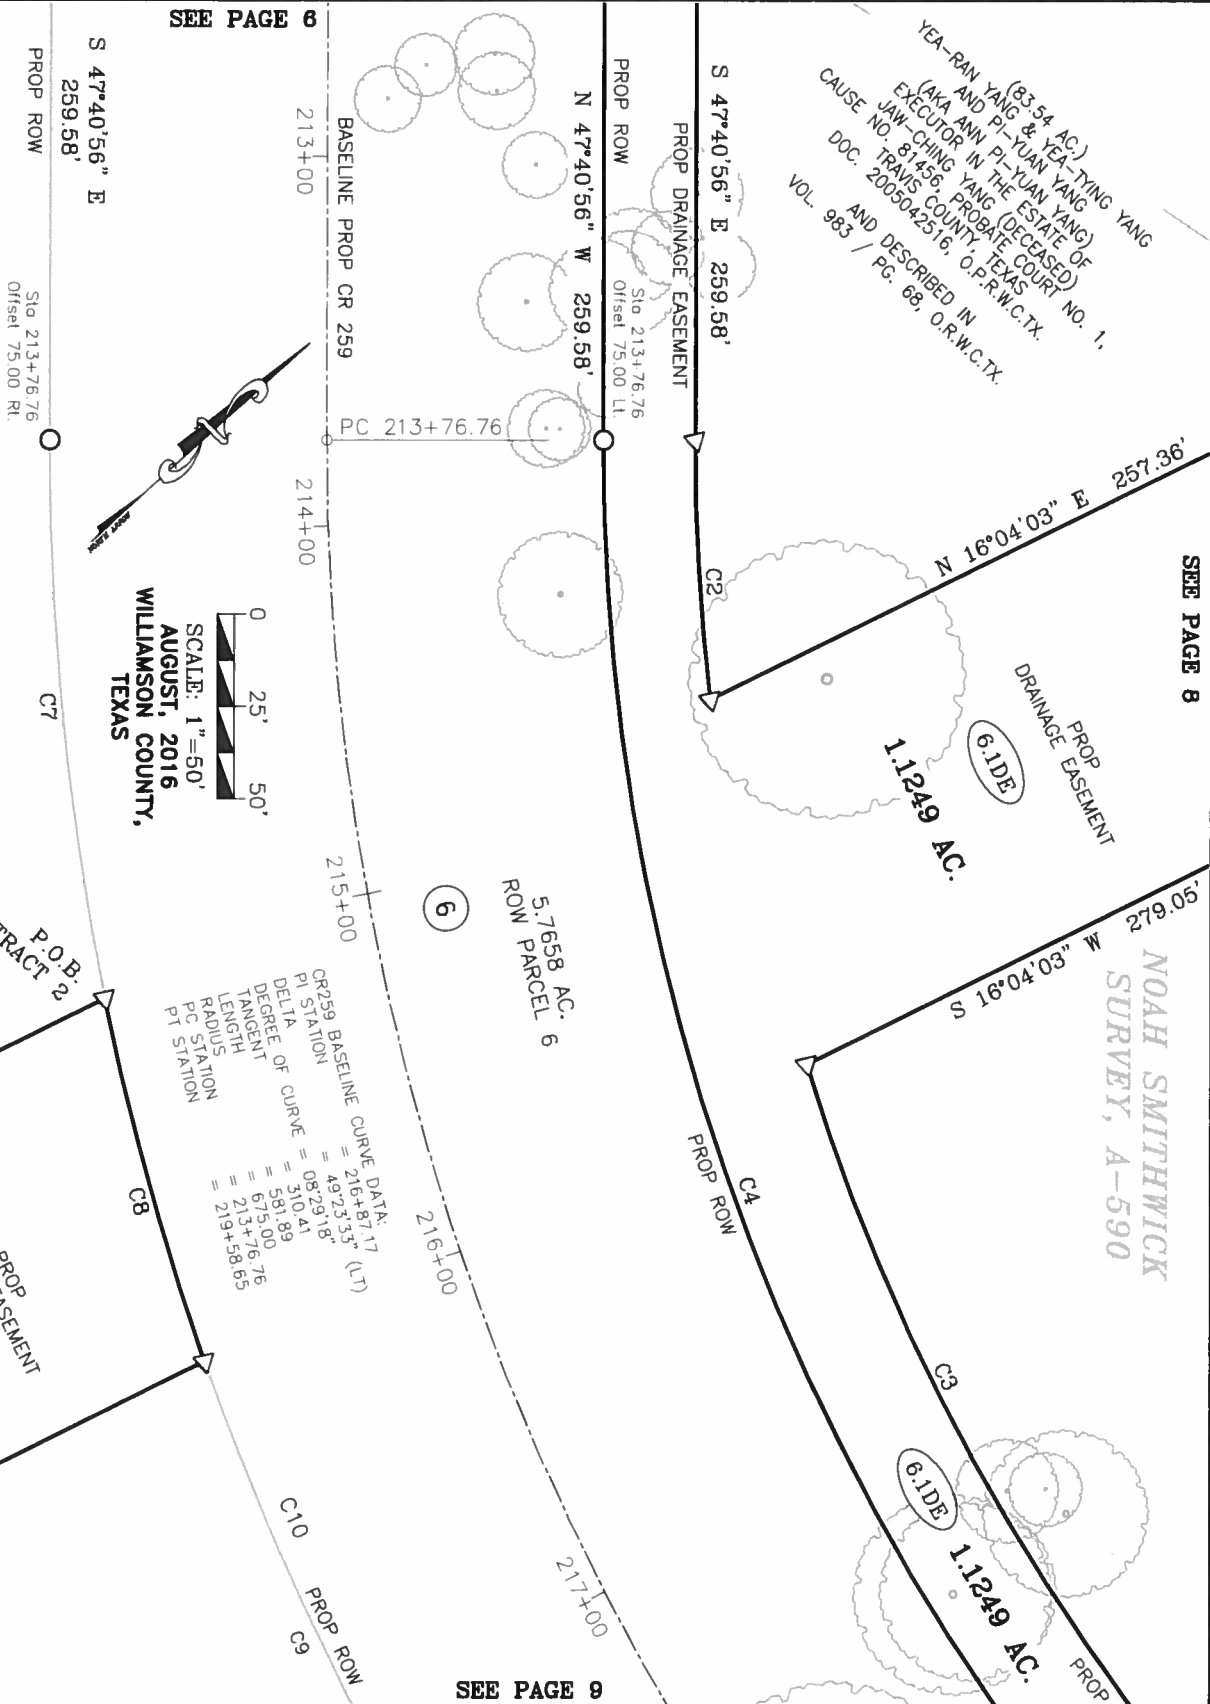 SEE PAGE 6
S 47°40'56" E
259.58'
PROP ROW
Sta 213+76.76
Offset 75.00 Rt.
213+00
BASELINE PROP CR 259
PC 213+76.76
214+00
N 47°40'56" W 259.58'
PROP ROW
Sta 213+76.76
Offset 75.00 Lt.
PROP DRAINAGE EASEMENT
S 47°40'56" E 259.58'
(83.54 AC.)
YEA-RAN YANG & YEA-TYING YANG
AND PI-YUAN YANG
(AKA ANN PI-YUAN YANG)
EXECUTOR IN THE ESTATE OF
JAW-CHING YANG (DECEASED)
CAUSE NO. 81456, PROBATE COURT NO. 1,
TRAVIS COUNTY, TEXAS
DOC. 2005042516, O.P.R.W.C.TX.
AND DESCRIBED IN
VOL. 983 / PG. 68, O.R.W.C.TX.
N 16°04'03" E 257.36'
SEE PAGE 8
C2
PROP
DRAINAGE EASEMENT
6.1DE
1.1249 AC.
S 16°04'03" W 279.05'
NOAH SMITHWICK
SURVEY, A-590
NORTH ARROW
0 25' 50'
SCALE: 1"=50'
AUGUST, 2016
WILLIAMSON COUNTY,
TEXAS
C7
215+00
6
5.7658 AC.
ROW PARCEL 6
P.O.B.
TRACT 2
CR259 BASELINE CURVE DATA:
PI STATION = 216+87.17
DELTA = 49°23'33" (LT)
DEGREE OF CURVE = 08°29'18"
TANGENT = 310.41
LENGTH = 581.89
RADIUS = 675.00
PC STATION = 213+76.76
PT STATION = 219+58.65
C8
216+00
C4
PROP ROW
C3
6.1DE
1.1249 AC.
PROP
PROP
EASEMENT
C10
PROP ROW
C9
217+00
SEE PAGE 9